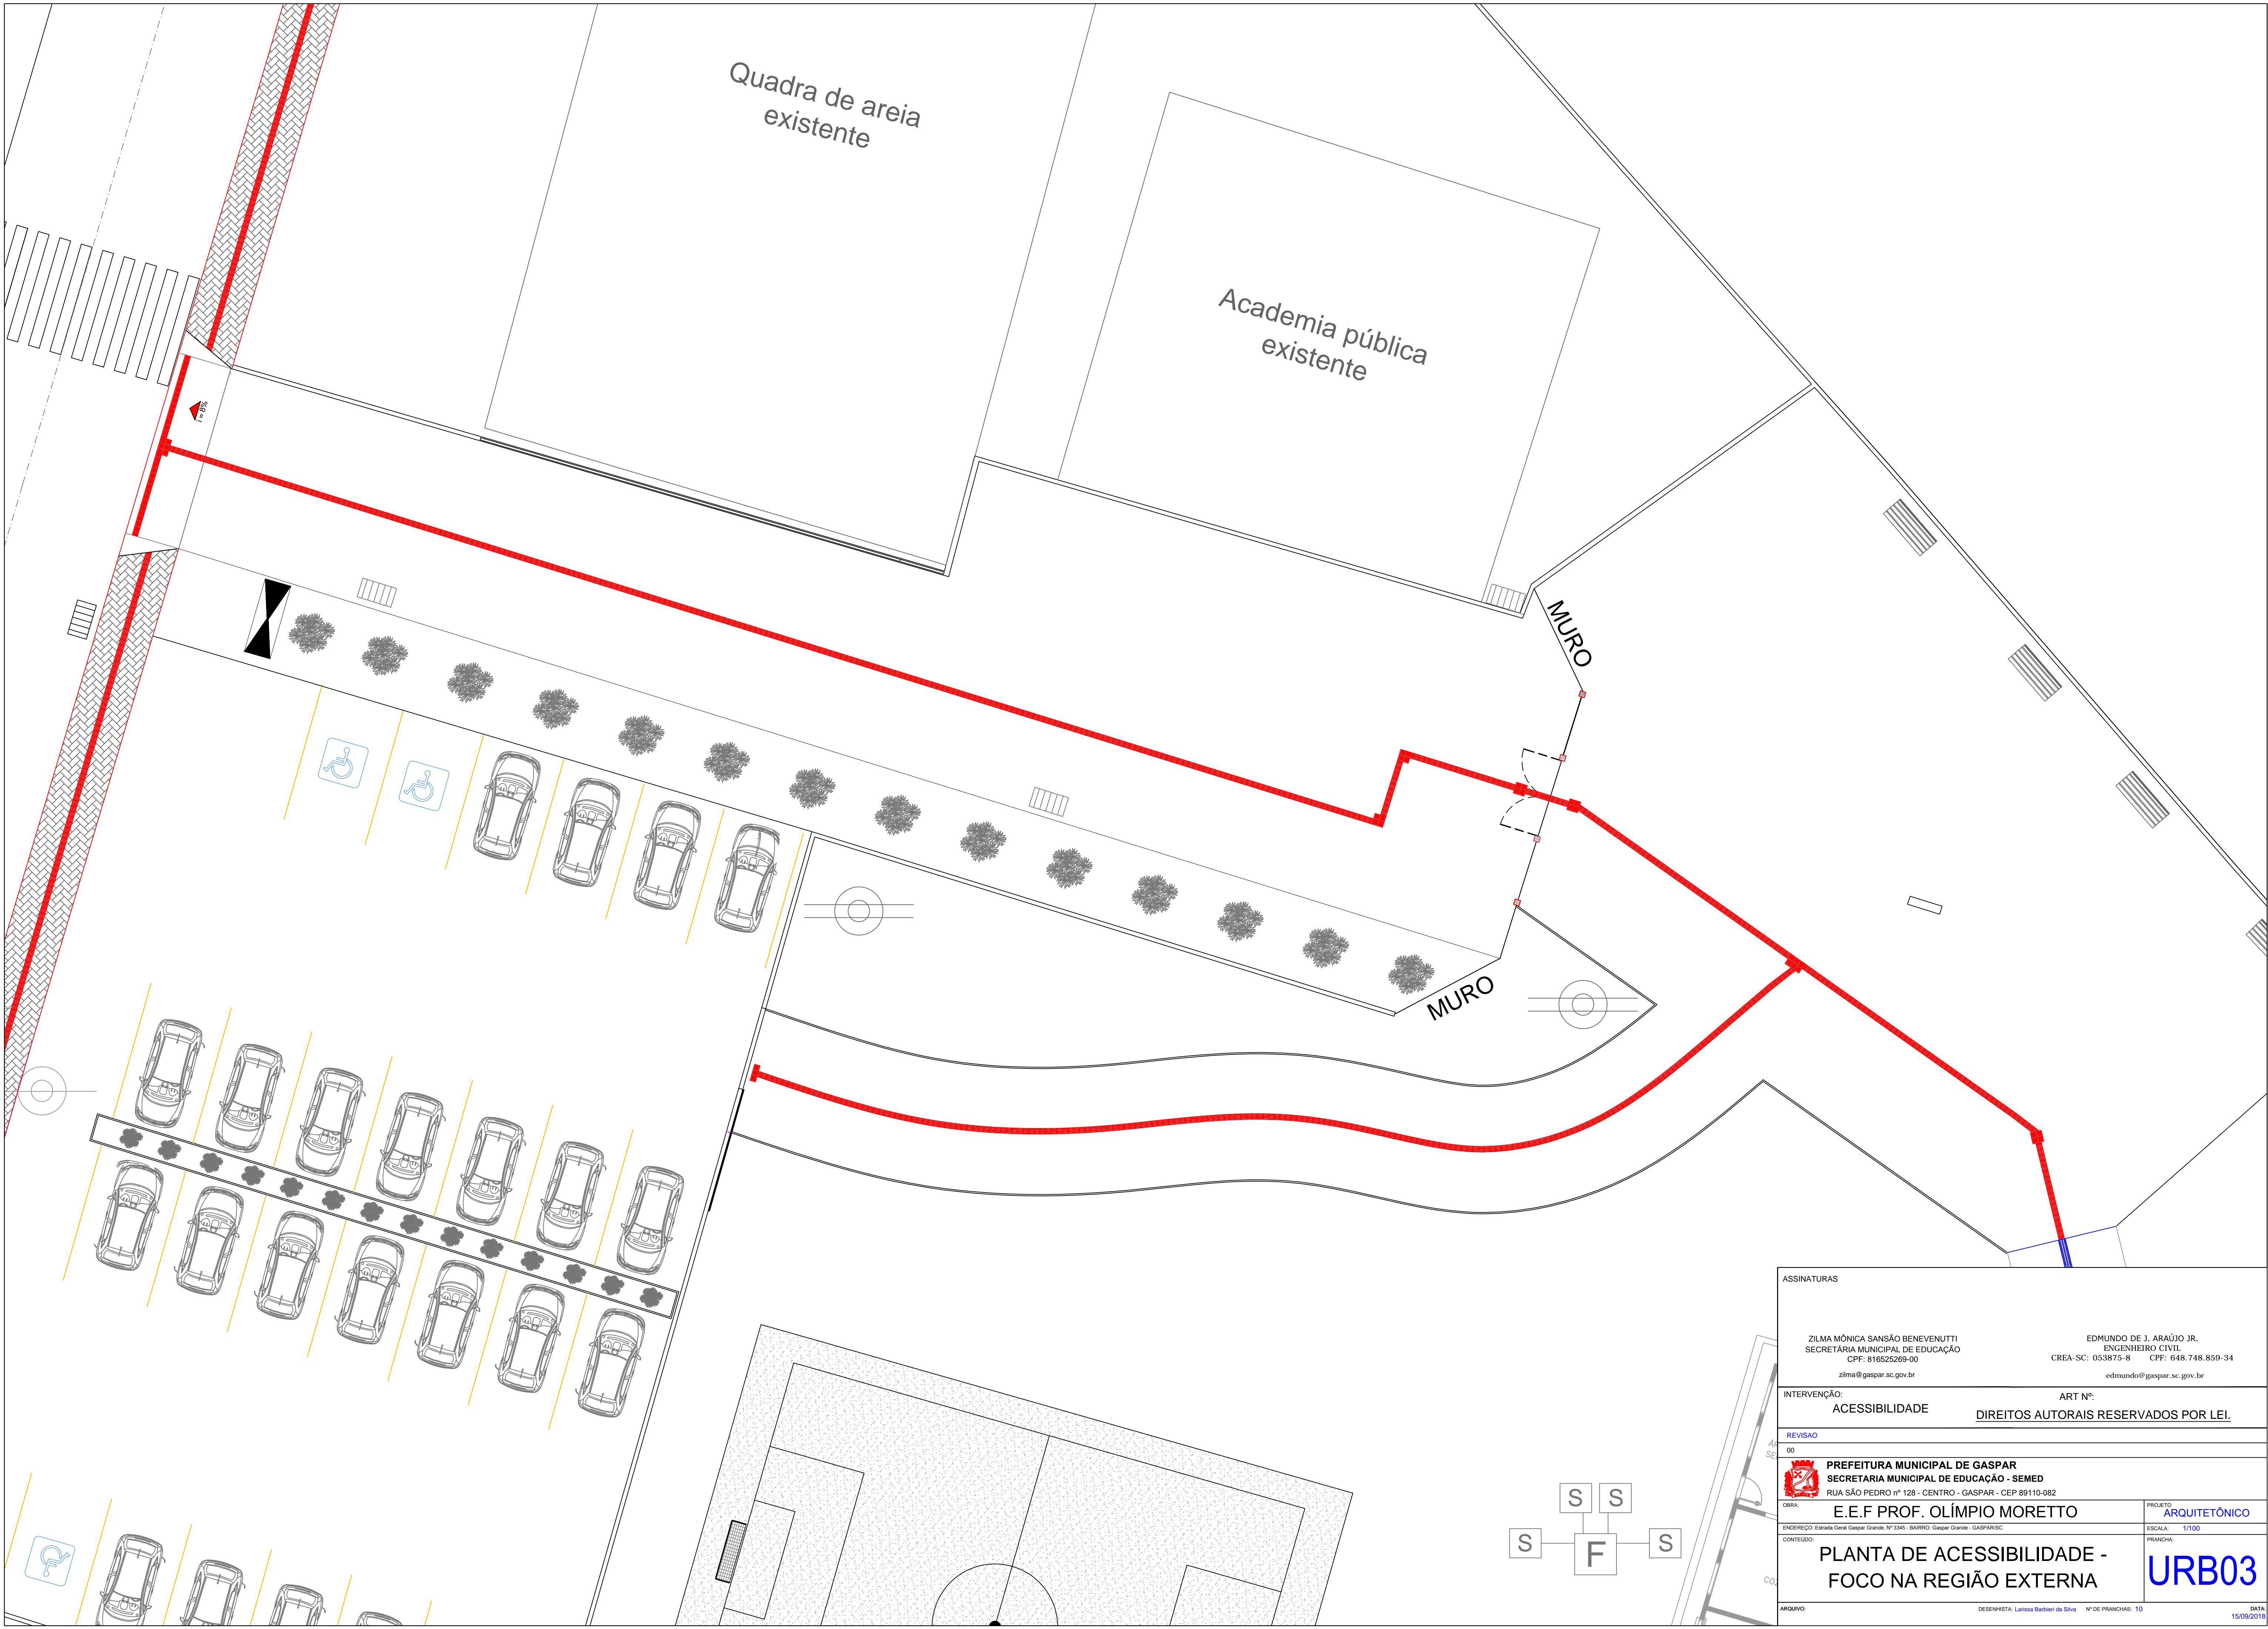 Quadra de areia
existente
Academia pública
existente
i = 8%
MURO
MURO
S S
S F S
ASSINATURAS
ZILMA MÔNICA SANSÃO BENEVENUTTI
SECRETÁRIA MUNICIPAL DE EDUCAÇÃO
CPF: 816525269-00
zilma@gaspar.sc.gov.br
EDMUNDO DE J. ARAÚJO JR.
ENGENHEIRO CIVIL
CREA-SC: 053875-8 CPF: 648.748.859-34
edmundo@gaspar.sc.gov.br
INTERVENÇÃO:
ACESSIBILIDADE
ART Nº:
DIREITOS AUTORAIS RESERVADOS POR LEI.
REVISAO
00
PREFEITURA MUNICIPAL DE GASPAR
SECRETARIA MUNICIPAL DE EDUCAÇÃO - SEMED
RUA SÃO PEDRO nº 128 - CENTRO - GASPAR - CEP 89110-082
OBRA:
E.E.F PROF. OLÍMPIO MORETTO
PROJETO
ARQUITETÔNICO
ENDEREÇO: Estrada Geral Gaspar Grande, Nº 3345 - BAIRRO: Gaspar Grande - GASPAR/SC
ESCALA: 1/100
CONTEÚDO:
PLANTA DE ACESSIBILIDADE -
FOCO NA REGIÃO EXTERNA
PRANCHA:
URB03
ARQUIVO:
DESENHISTA: Larissa Barbieri da Silva Nº DE PRANCHAS: 10
DATA:
15/09/2018